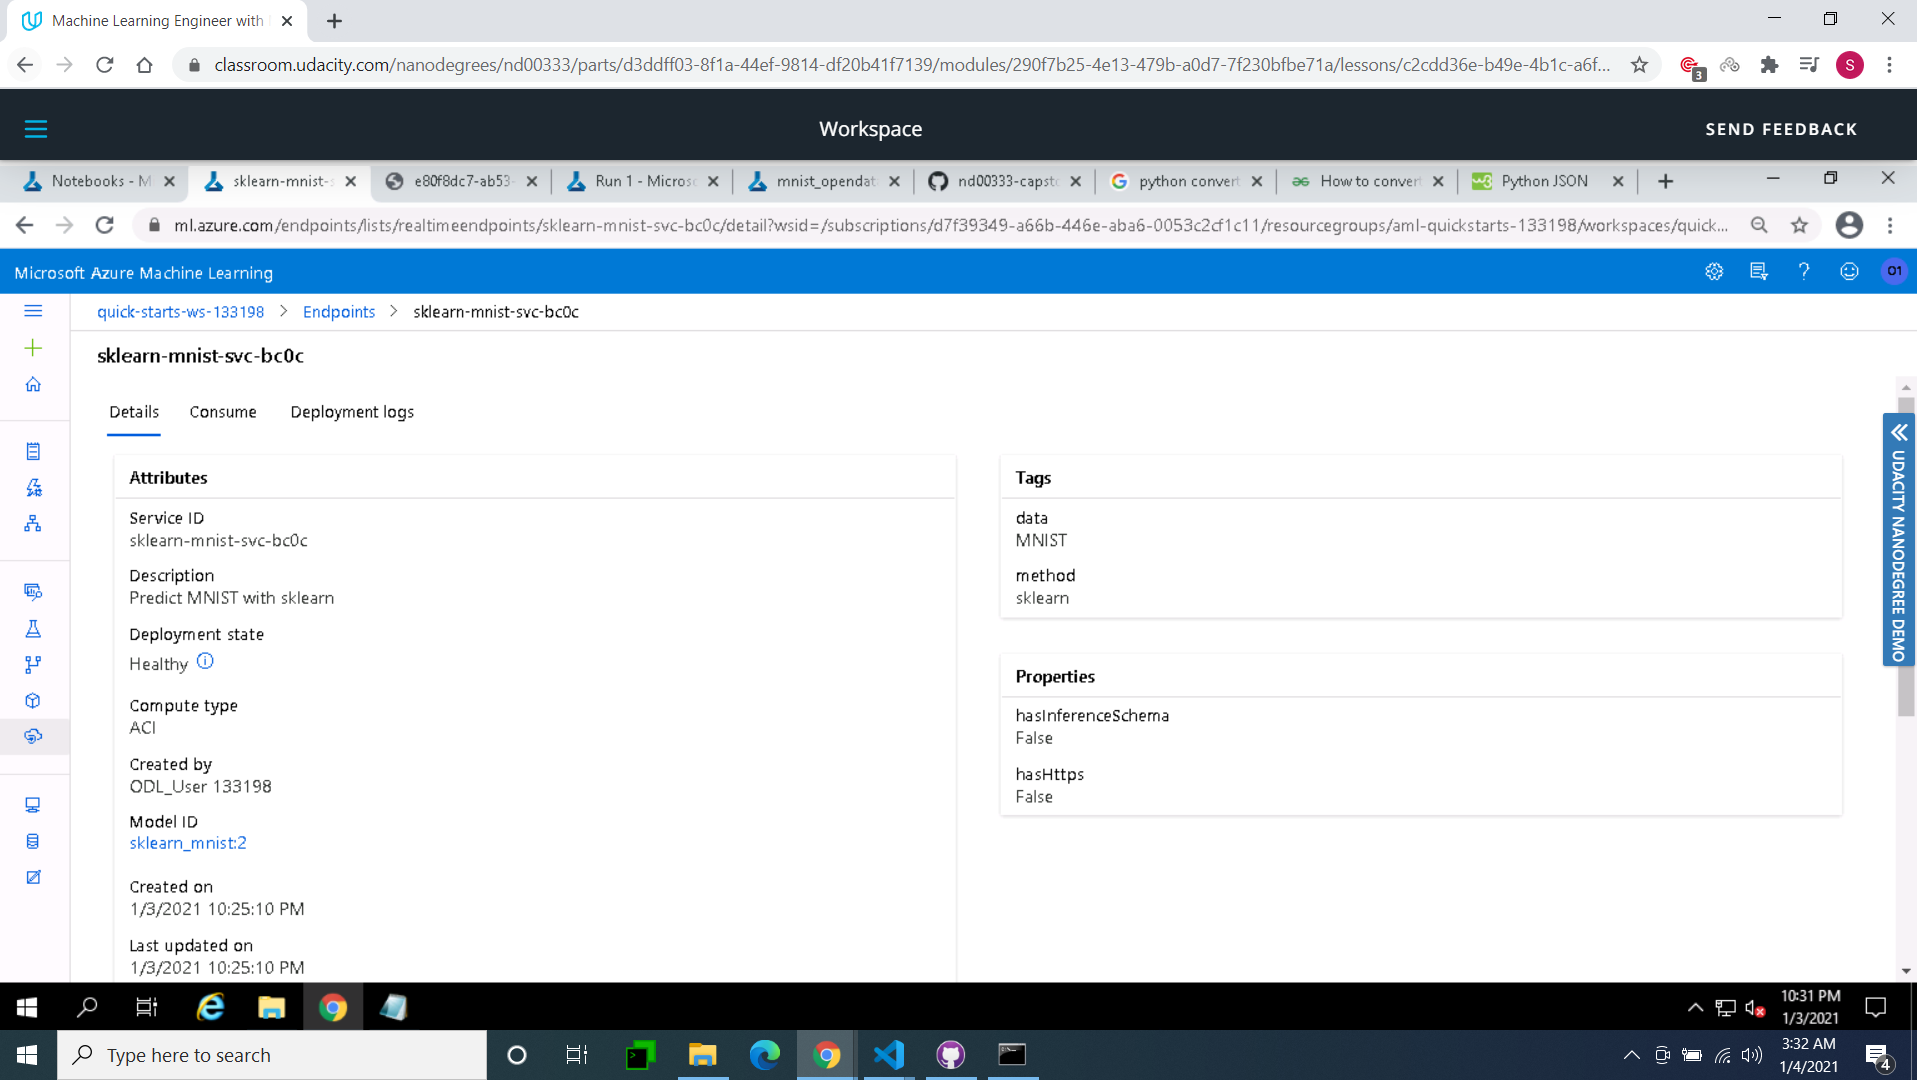 Machine Learning Engineer with
classroom.udacity.com/nanodegrees/nd00333/parts/d3ddff03-8f1a-44ef-9814-df20b41f7139/modules/290f7b25-4e13-479b-a0d7-7f230bfbe71a/lessons/c2cdd36e-b49e-4b1c-a6f...
3
S
Workspace
SEND FEEDBACK
Notebooks - M
sklearn-mnist-s
e80f8dc7-ab53-
Run 1 - Microso
mnist_opendat
nd00333-capsto
python convert
How to convert
Python JSON
ml.azure.com/endpoints/lists/realtimeendpoints/sklearn-mnist-svc-bc0c/detail?wsid=/subscriptions/d7f39349-a66b-446e-aba6-0053c2cf1c11/resourcegroups/aml-quickstarts-133198/workspaces/quick...
Microsoft Azure Machine Learning
O1
quick-starts-ws-133198 > Endpoints > sklearn-mnist-svc-bc0c
sklearn-mnist-svc-bc0c
Details
Consume
Deployment logs
Attributes
Service ID
sklearn-mnist-svc-bc0c
Description
Predict MNIST with sklearn
Deployment state
Healthy
Compute type
ACI
Created by
ODL_User 133198
Model ID
sklearn_mnist:2
Created on
1/3/2021 10:25:10 PM
Last updated on
1/3/2021 10:25:10 PM
Tags
data
MNIST
method
sklearn
Properties
hasInferenceSchema
False
hasHttps
False
UDACITY NANODEGREE DEMO
10:31 PM
1/3/2021
Type here to search
3:32 AM
1/4/2021
4